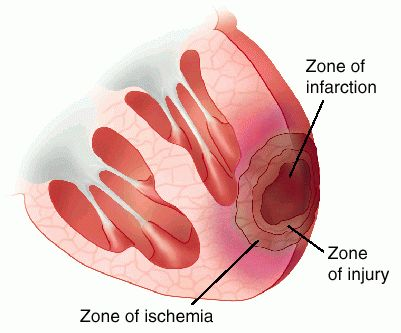 Zone of
infarction
Zone
of injury
Zone of ischemia